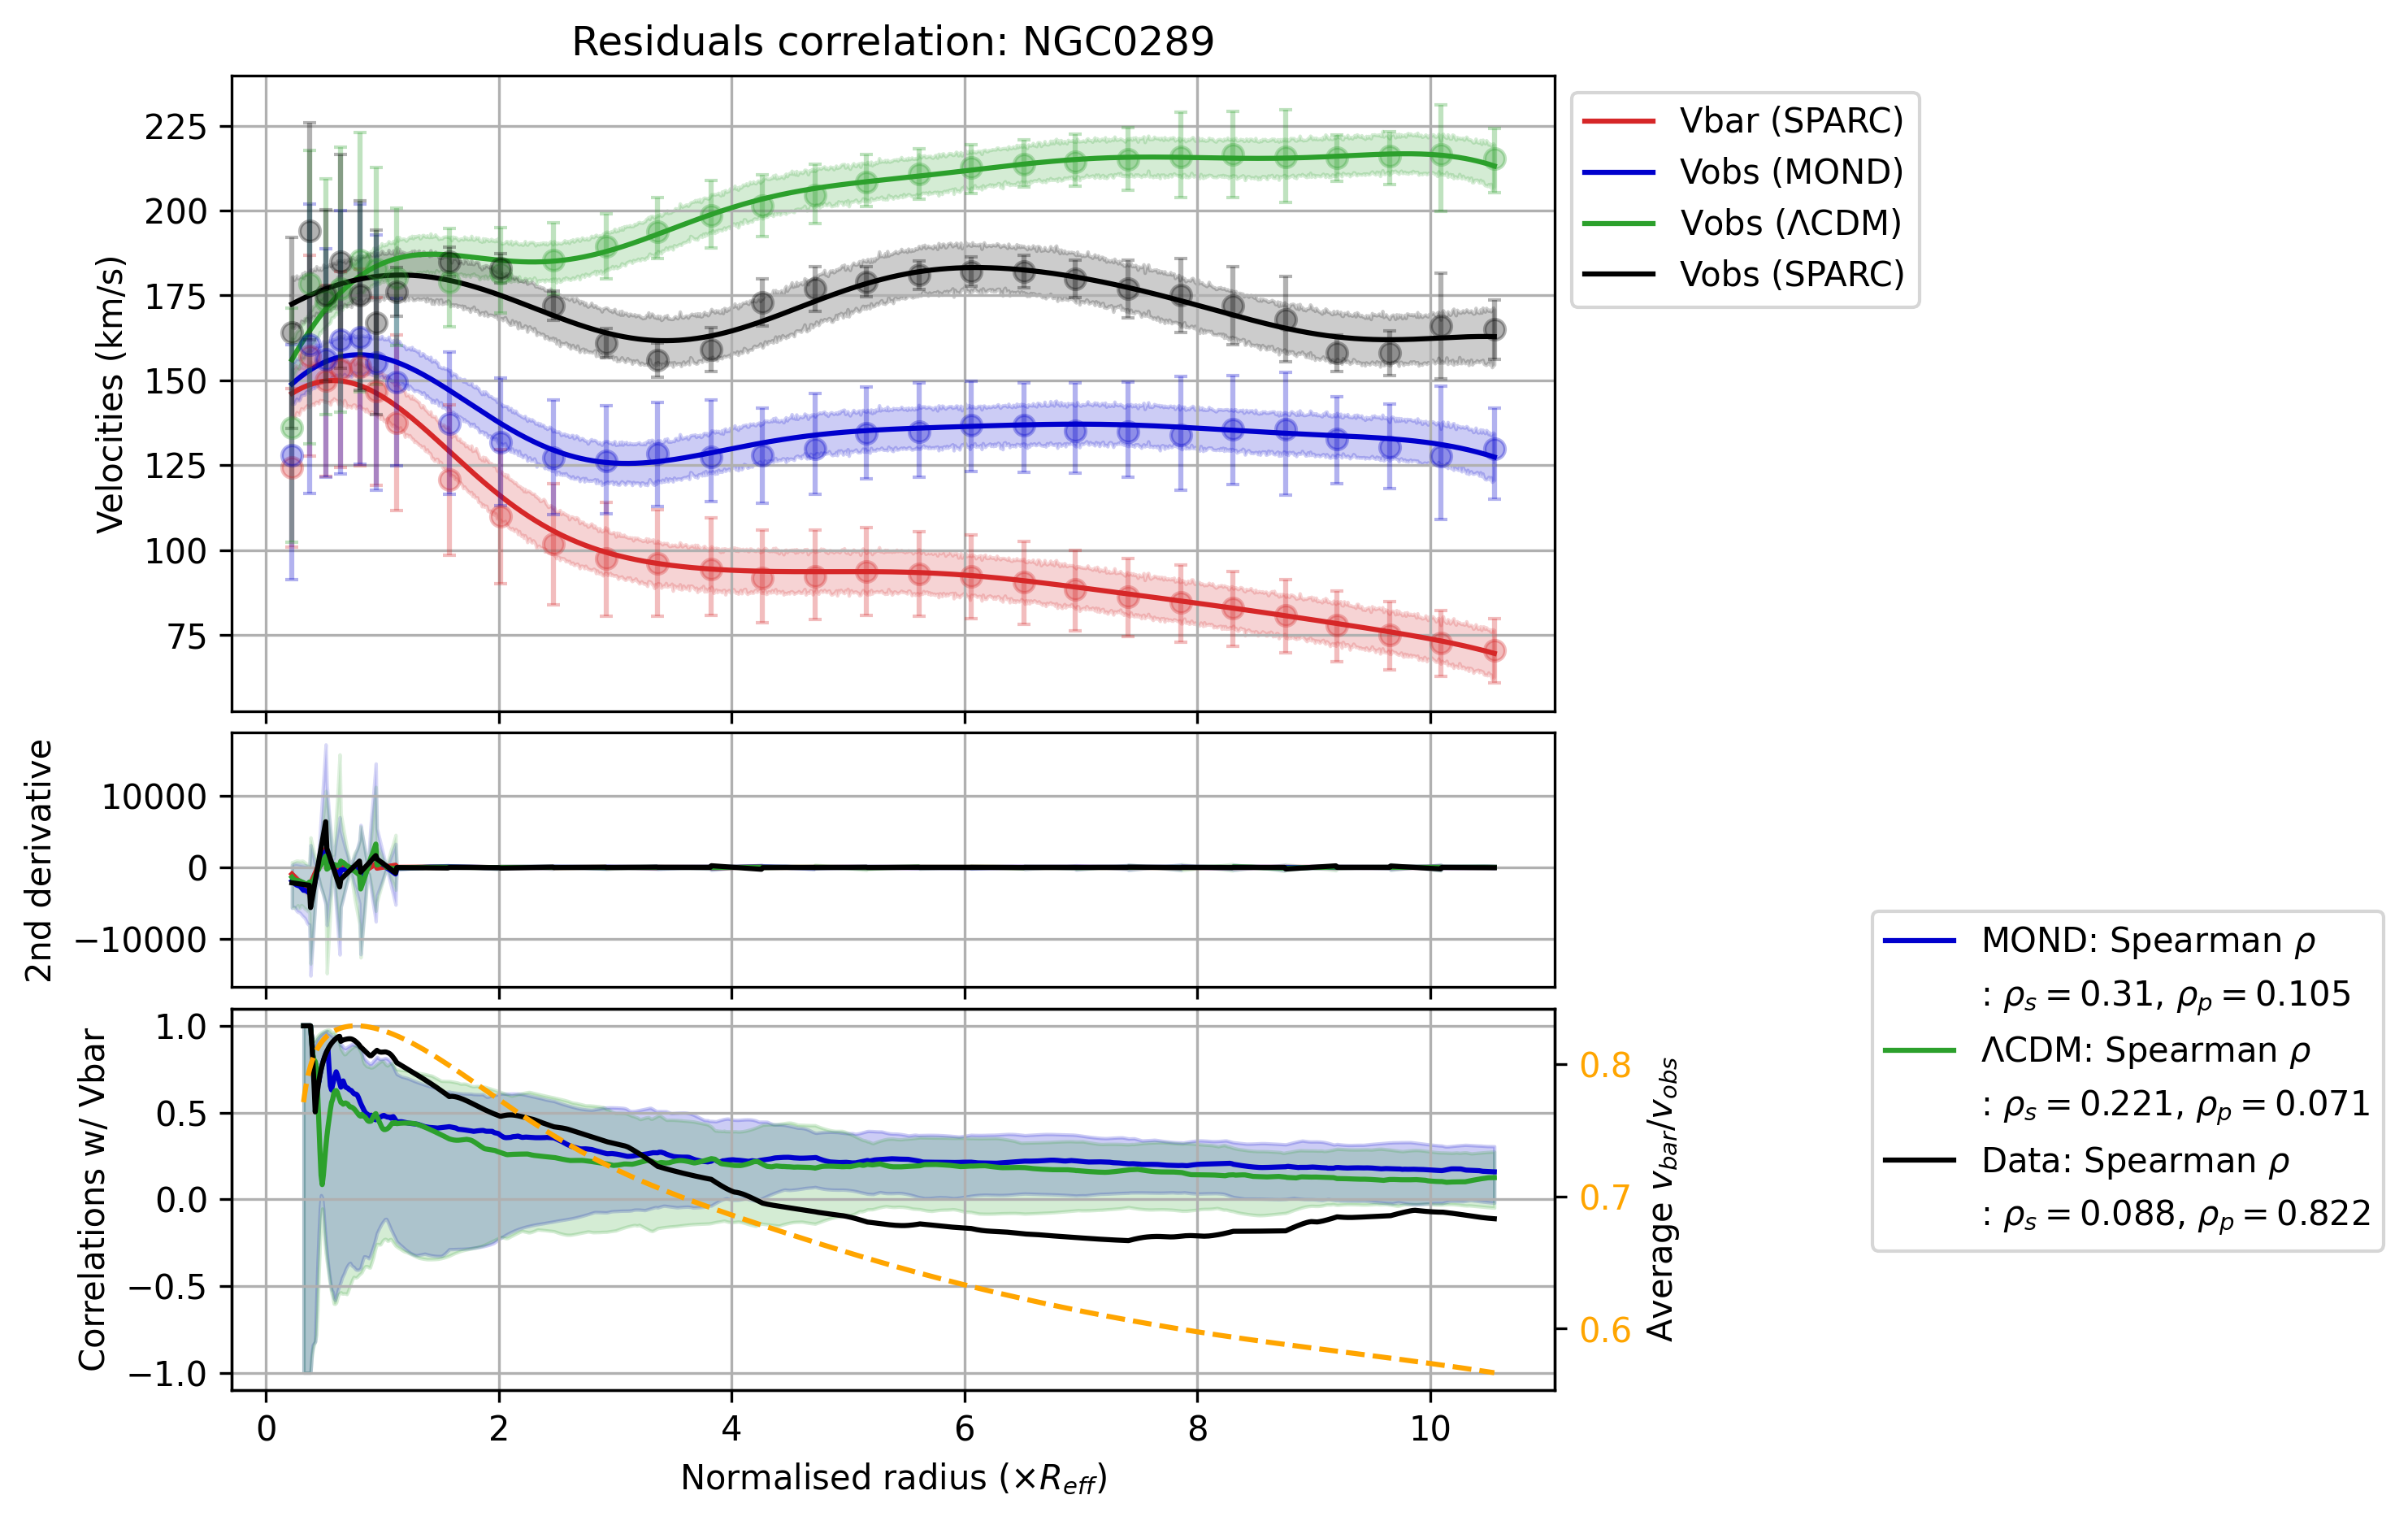 Residuals correlation: NGC0289
Velocities (km/s)
225
200
175
150
125
100
75
Vbar (SPARC)
Vobs (MOND)
Vobs (ΛCDM)
Vobs (SPARC)
2nd derivative
10000
0
−10000
Correlations w/ Vbar
1.0
0.5
0.0
−0.5
−1.0
0.8
0.7
0.6
Average v_bar/v_obs
MOND: Spearman ρ
: ρ_s = 0.31, ρ_p = 0.105
ΛCDM: Spearman ρ
: ρ_s = 0.221, ρ_p = 0.071
Data: Spearman ρ
: ρ_s = 0.088, ρ_p = 0.822
0 2 4 6 8 10
Normalised radius (×R_eff)